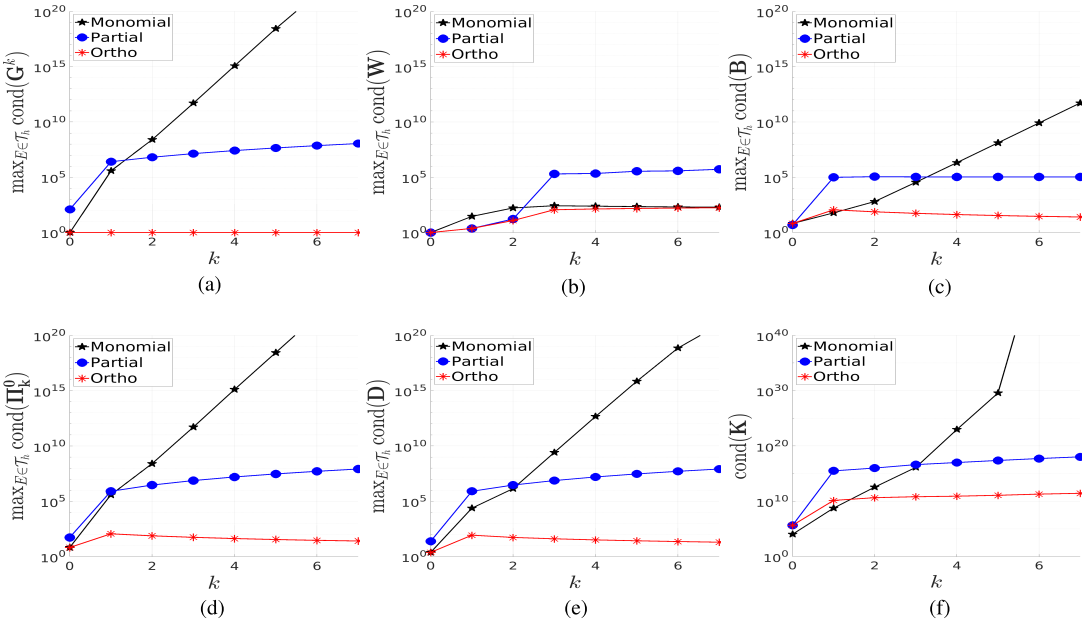 max_{E∈𝒯_h} cond(G^k)
10^20
10^15
10^10
10^5
10^0
Monomial
Partial
Ortho
0 2 4 6
k
(a)
max_{E∈𝒯_h} cond(W)
10^20
10^15
10^10
10^5
10^0
Monomial
Partial
Ortho
0 2 4 6
k
(b)
max_{E∈𝒯_h} cond(B)
10^20
10^15
10^10
10^5
10^0
Monomial
Partial
Ortho
0 2 4 6
k
(c)
max_{E∈𝒯_h} cond(Π^0_k)
10^20
10^15
10^10
10^5
10^0
Monomial
Partial
Ortho
0 2 4 6
k
(d)
max_{E∈𝒯_h} cond(D)
10^20
10^15
10^10
10^5
10^0
Monomial
Partial
Ortho
0 2 4 6
k
(e)
cond(K)
10^40
10^30
10^20
10^10
10^0
Monomial
Partial
Ortho
0 2 4 6
k
(f)